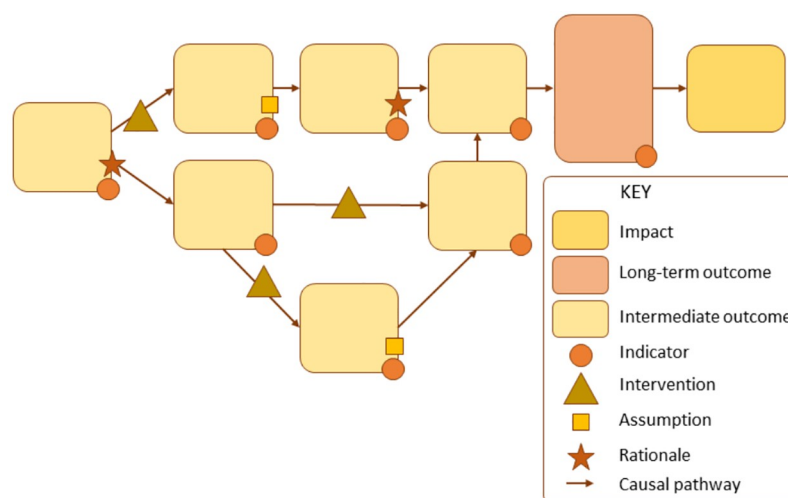 KEY
Impact
Long-term outcome
Intermediate outcome
Indicator
Intervention
Assumption
Rationale
Causal pathway